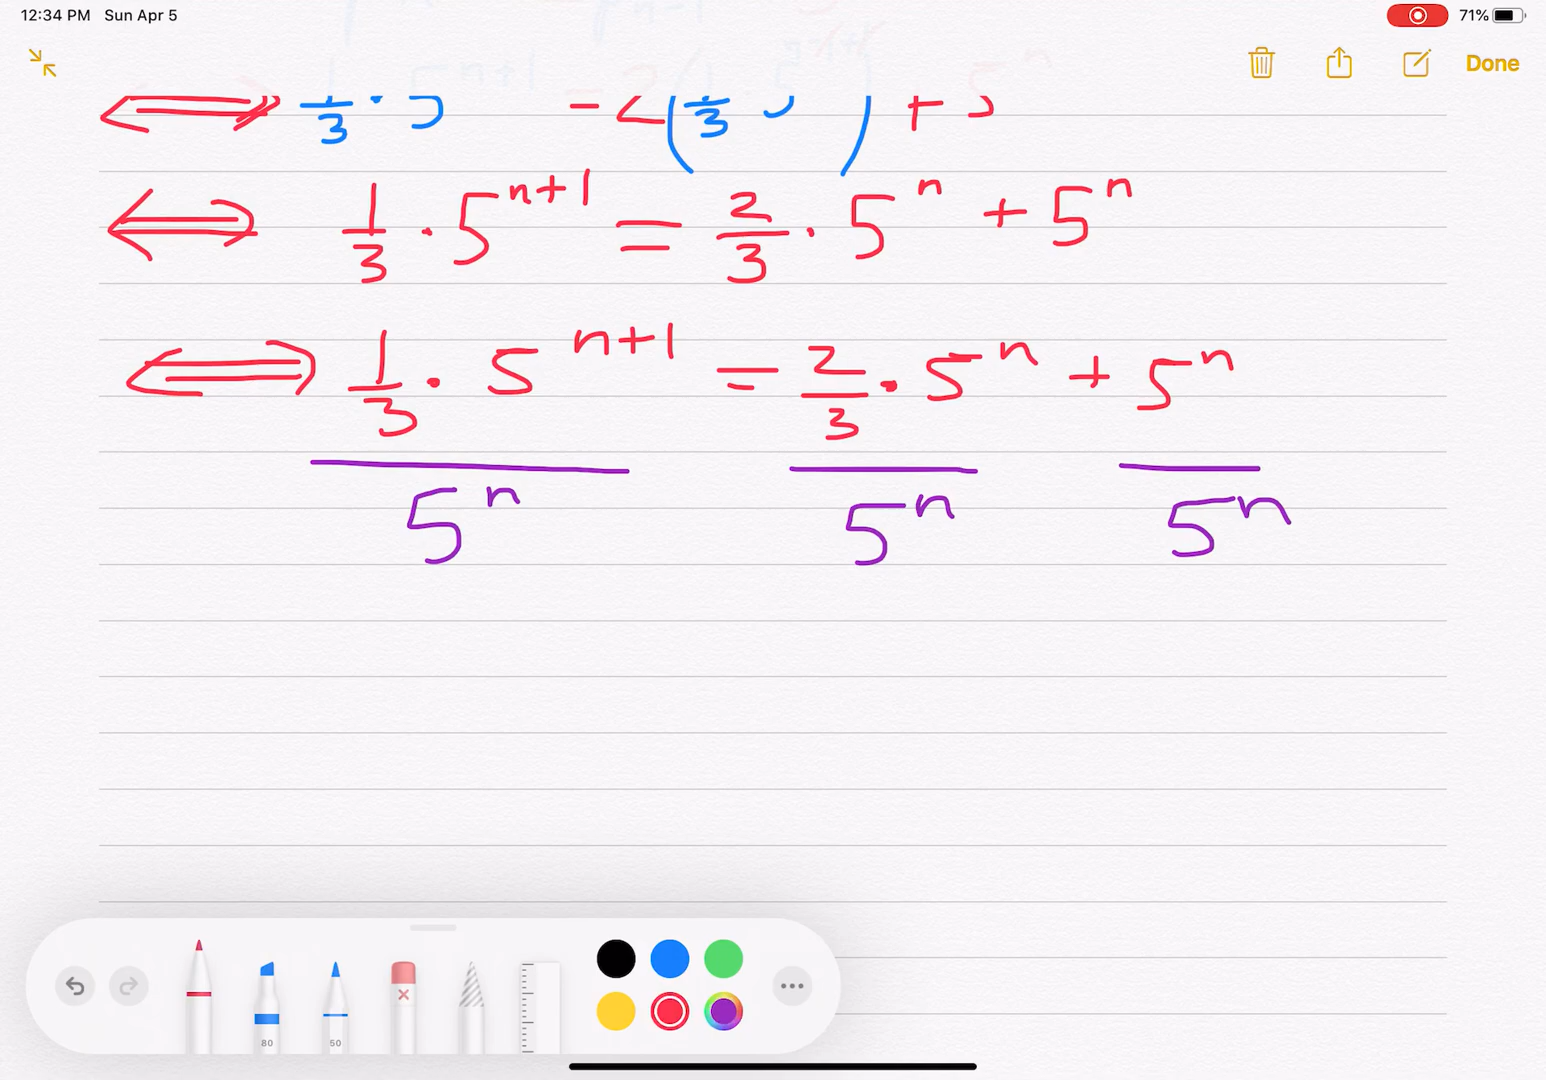 12:34 PM Sun Apr 5 71%
Done
⟺ 1/3 · 5^{n+1} = 2/3 · 5^n + 5^n
⟺ 1/3 · 5^{n+1} = 2/3 · 5^n + 5^n
5^n 5^n 5^n
80 50